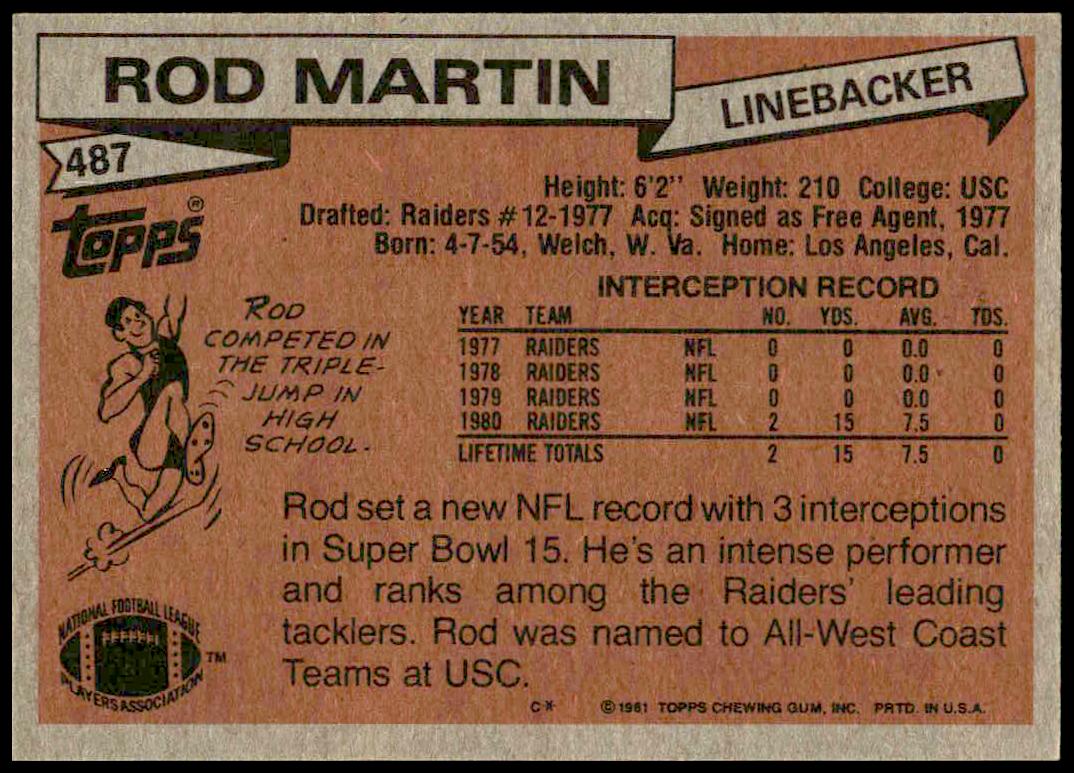 ROD MARTIN
LINEBACKER
487
TOPPS®
Height: 6'2" Weight: 210 College: USC
Drafted: Raiders #12-1977 Acq: Signed as Free Agent, 1977
Born: 4-7-54, Welch, W. Va. Home: Los Angeles, Cal.
ROD
COMPETED IN
THE TRIPLE-
JUMP IN
HIGH
SCHOOL.
INTERCEPTION RECORD
YEAR TEAM NO. YDS. AVG. TDS.
1977 RAIDERS NFL 0 0 0.0 0
1978 RAIDERS NFL 0 0 0.0 0
1979 RAIDERS NFL 0 0 0.0 0
1980 RAIDERS NFL 2 15 7.5 0
LIFETIME TOTALS 2 15 7.5 0
Rod set a new NFL record with 3 interceptions
in Super Bowl 15. He's an intense performer
and ranks among the Raiders' leading
tacklers. Rod was named to All-West Coast
Teams at USC.
NATIONAL FOOTBALL LEAGUE
PLAYERS ASSOCIATION
TM
C* ©1981 TOPPS CHEWING GUM, INC. PRTD. IN U.S.A.